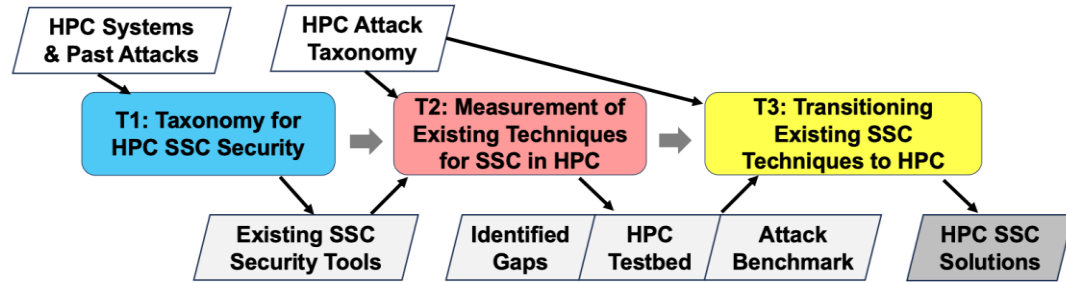 HPC Systems
& Past Attacks
HPC Attack
Taxonomy
T1: Taxonomy for
HPC SSC Security
T2: Measurement of
Existing Techniques
for SSC in HPC
T3: Transitioning
Existing SSC
Techniques to HPC
Existing SSC
Security Tools
Identified
Gaps
HPC
Testbed
Attack
Benchmark
HPC SSC
Solutions